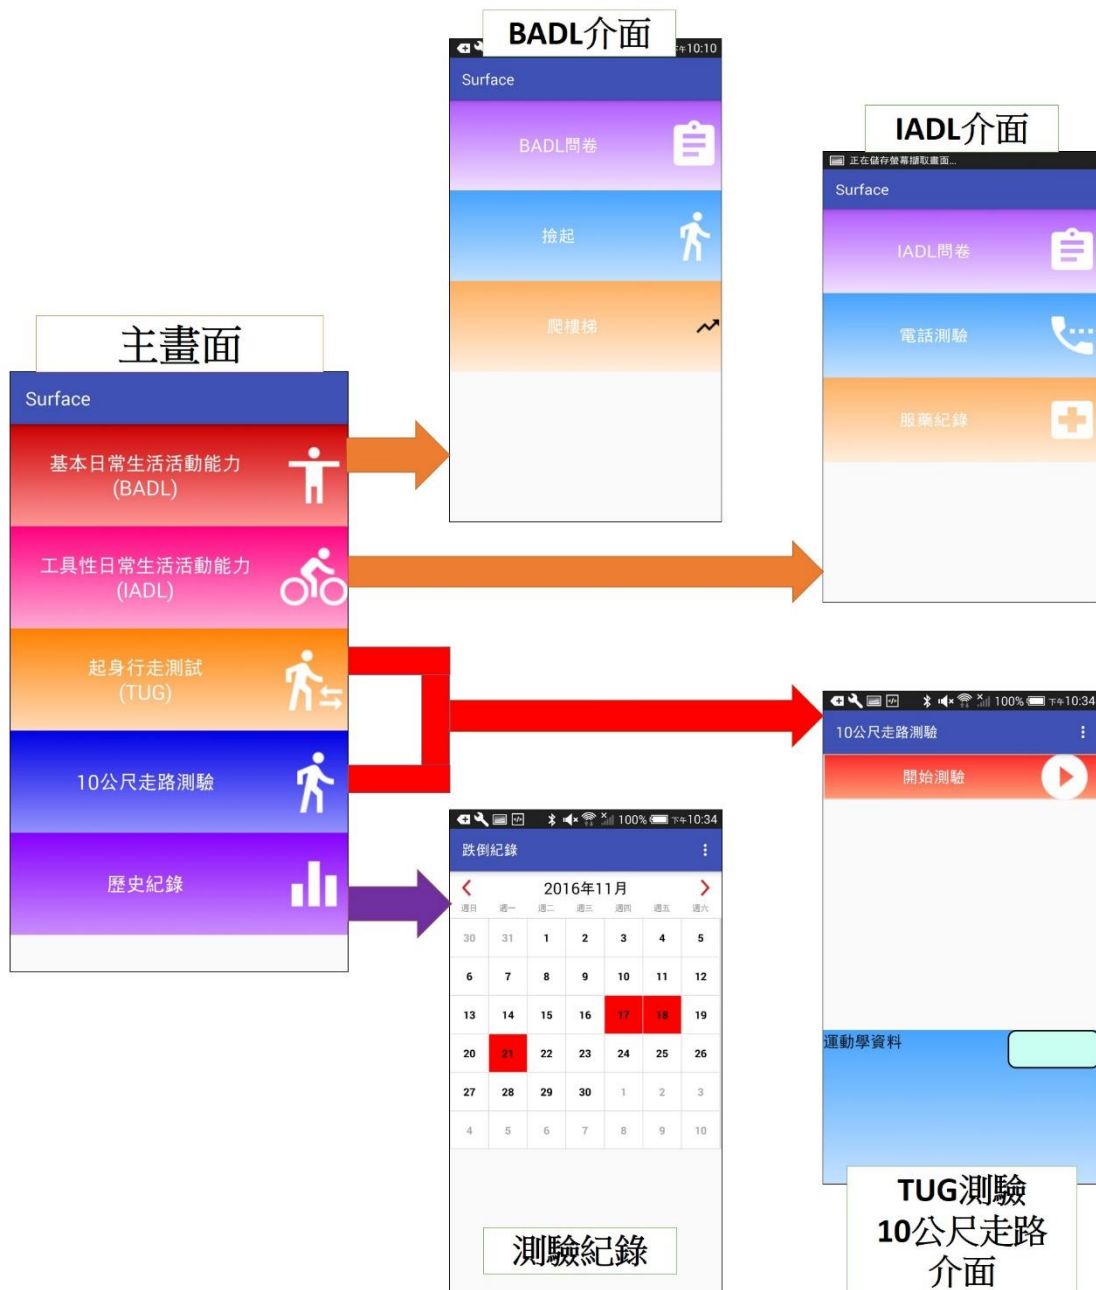 BADL介面
下午10:10
Surface
BADL問卷
撿起
爬樓梯
IADL介面
正在儲存螢幕擷取畫面...
Surface
IADL問卷
電話測驗
服藥紀錄
主畫面
Surface
基本日常生活活動能力
(BADL)
工具性日常生活活動能力
(IADL)
起身行走測試
(TUG)
10公尺走路測驗
歷史紀錄
100% 下午10:34
跌倒紀錄
2016年11月
週日 週一 週二 週三 週四 週五 週六
30 31 1 2 3 4 5
6 7 8 9 10 11 12
13 14 15 16 17 18 19
20 21 22 23 24 25 26
27 28 29 30 1 2 3
4 5 6 7 8 9 10
測驗紀錄
100% 下午10:34
10公尺走路測驗
開始測驗
運動學資料
TUG測驗
10公尺走路
介面